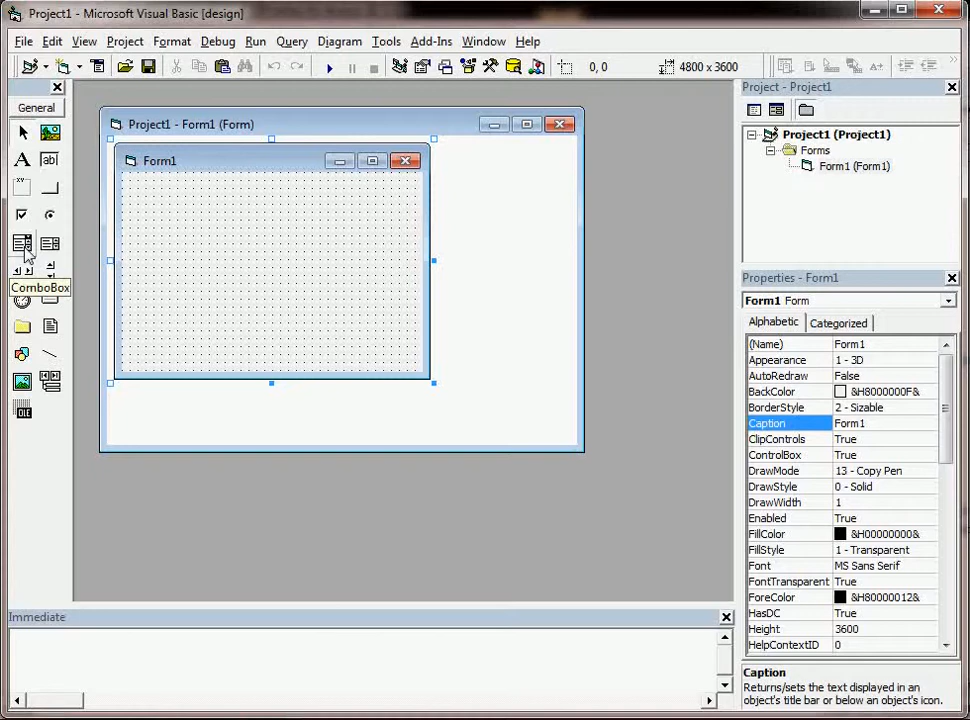 Project1 - Microsoft Visual Basic [design]
File Edit View Project Format Debug Run Query Diagram Tools Add-Ins Window Help
0, 0 4800 x 3600
General
Project1 - Form1 (Form)
Form1
ComboBox
Project - Project1
Project1 (Project1)
Forms
Form1 (Form1)
Properties - Form1
Form1 Form
Alphabetic Categorized
(Name) Form1
Appearance 1 - 3D
AutoRedraw False
BackColor &H8000000F&
BorderStyle 2 - Sizable
Caption Form1
ClipControls True
ControlBox True
DrawMode 13 - Copy Pen
DrawStyle 0 - Solid
DrawWidth 1
Enabled True
FillColor &H00000000&
FillStyle 1 - Transparent
Font MS Sans Serif
FontTransparent True
ForeColor &H80000012&
HasDC True
Height 3600
HelpContextID 0
Caption
Returns/sets the text displayed in an
object's title bar or below an object's icon.
Immediate